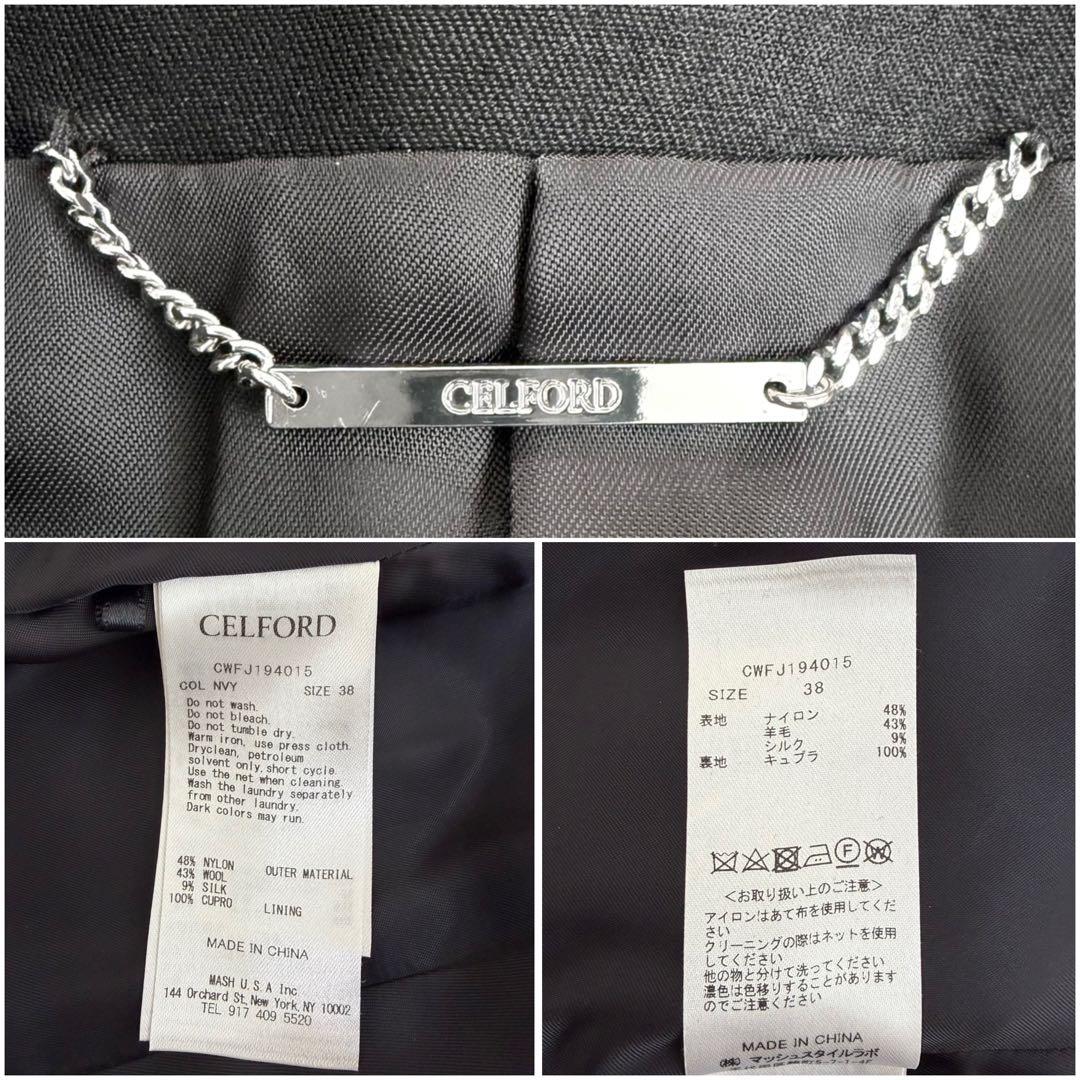 CELFORD
CELFORD
CWFJ194015
COL NVY SIZE 38
Do not wash.
Do not bleach.
Do not tumble dry.
Warm iron, use press cloth.
Dryclean, petroleum
solvent only, short cycle.
Use the net when cleaning.
Wash the laundry separately
from other laundry.
Dark colors may run.
48% NYLON
43% WOOL OUTER MATERIAL
9% SILK
100% CUPRO LINING
MADE IN CHINA
MASH U.S.A Inc.
144 Orchard St, New York, NY 10002
TEL 917 409 5520
CWFJ194015
SIZE 38
表地 ナイロン 48%
羊毛 43%
シルク 9%
裏地 キュプラ 100%
F W
<お取り扱い上のご注意>
アイロンはあて布を使用してくだ
さい
クリーニングの際はネットを使用
してください
他の物と分けて洗ってください
濃色は色移りすることがあります
のでご注意ください
MADE IN CHINA
(株) マッシュスタイルラボ